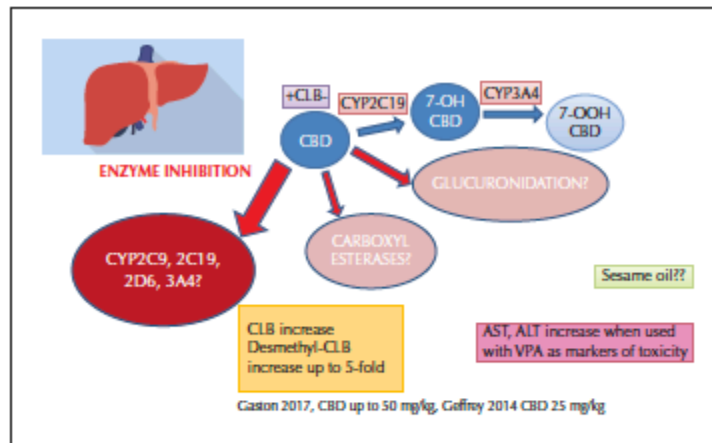 +CLB-
CYP2C19
7-OH
CBD
CYP3A4
7-OOH
CBD
CBD
ENZYME INHIBITION
GLUCURONIDATION?
CYP2C9, 2C19,
2D6, 3A4?
CARBOXYL
ESTERASES?
Sesame oil??
CLB increase
Desmethyl-CLB
increase up to 5-fold
AST, ALT increase when used
with VPA as markers of toxicity
Gaston 2017, CBD up to 50 mg/kg, Geffrey 2014 CBD 25 mg/kg